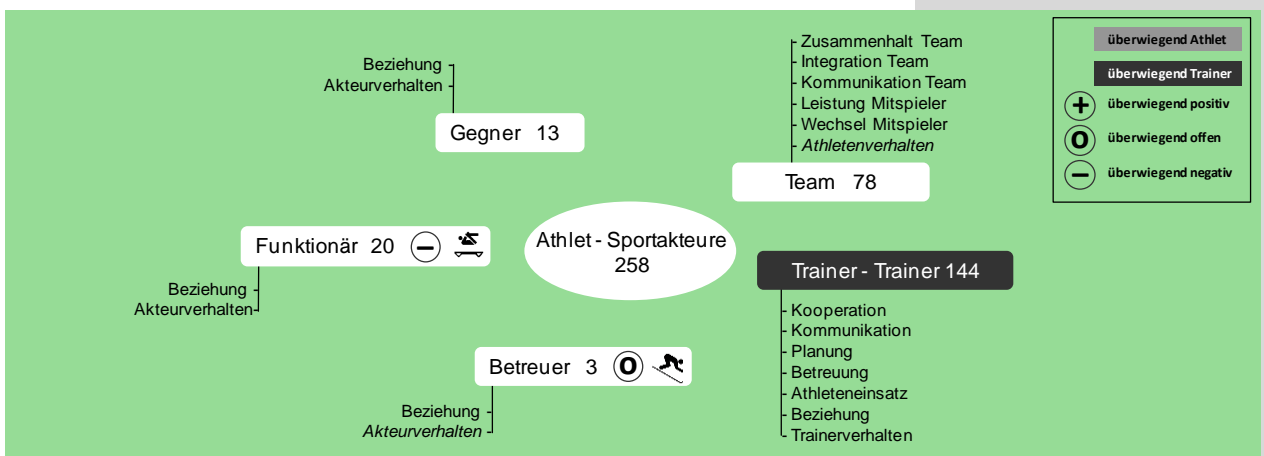 Beziehung
Akteurverhalten
Gegner 13
Zusammenhalt Team
Integration Team
Kommunikation Team
Leistung Mitspieler
Wechsel Mitspieler
Athletenverhalten
Team 78
überwiegend Athlet
überwiegend Trainer
+ überwiegend positiv
O überwiegend offen
− überwiegend negativ
Funktionär 20 −
Beziehung
Akteurverhalten
Athlet - Sportakteure
258
Trainer - Trainer 144
Kooperation
Kommunikation
Planung
Betreuung
Athleteneinsatz
Beziehung
Trainerverhalten
Betreuer 3 O
Beziehung
Akteurverhalten